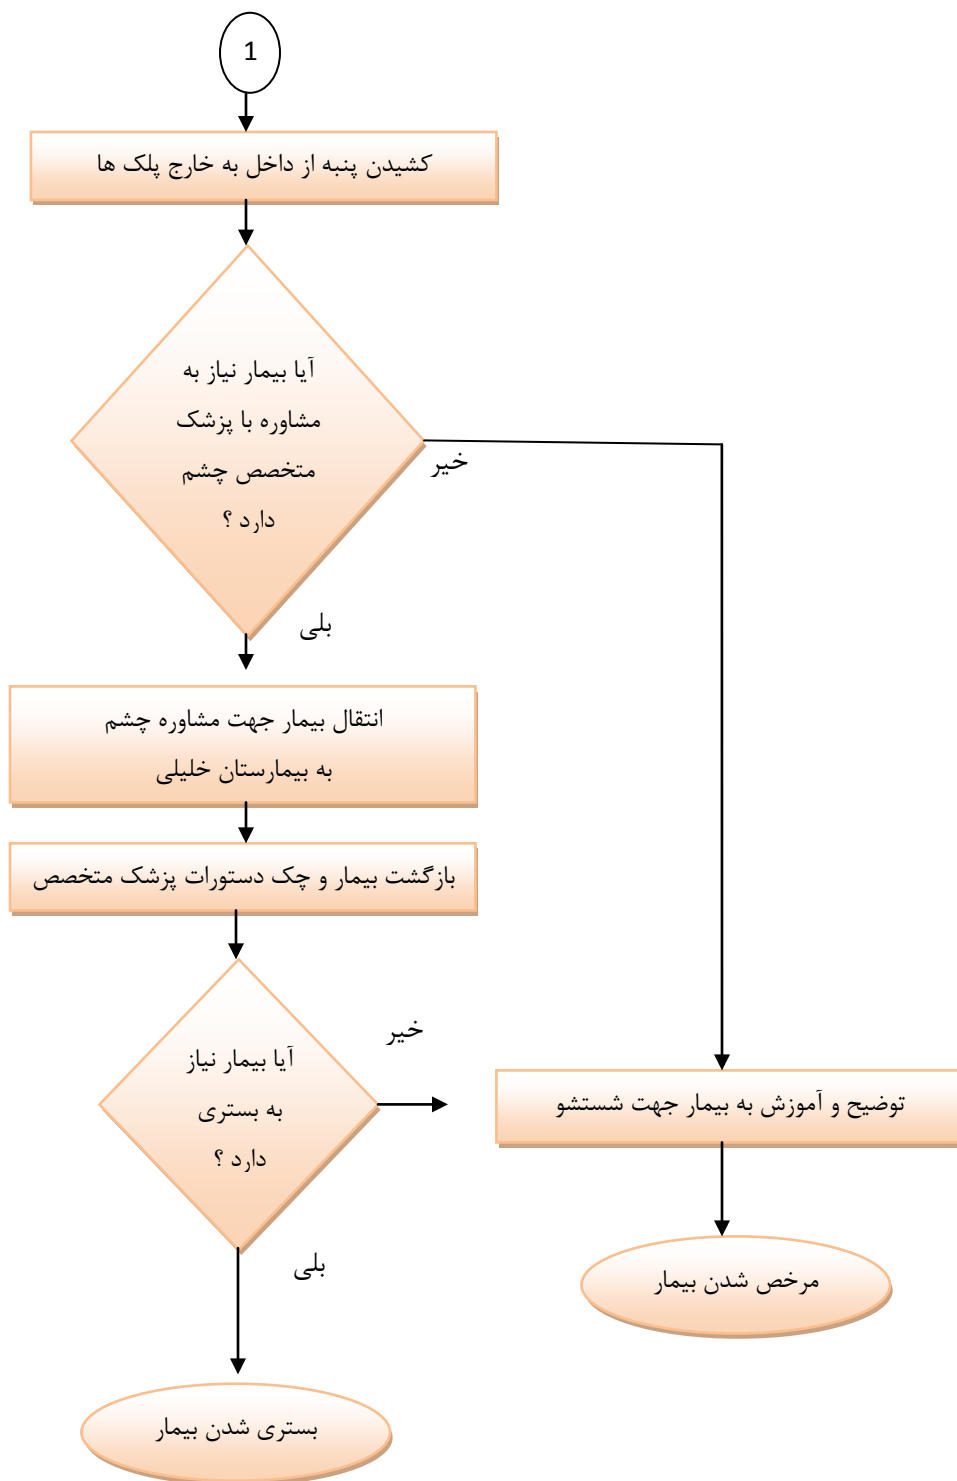 1
کشیدن پنبه از داخل به خارج پلک ها
آیا بیمار نیاز به
مشاوره با پزشک
متخصص چشم
دارد ؟
خیر
بلی
انتقال بیمار جهت مشاوره چشم
به بیمارستان خلیلی
بازگشت بیمار و چک دستورات پزشک متخصص
خیر
آیا بیمار نیاز
به بستری
دارد ؟
توضیح و آموزش به بیمار جهت شستشو
بلی
مرخص شدن بیمار
بستری شدن بیمار